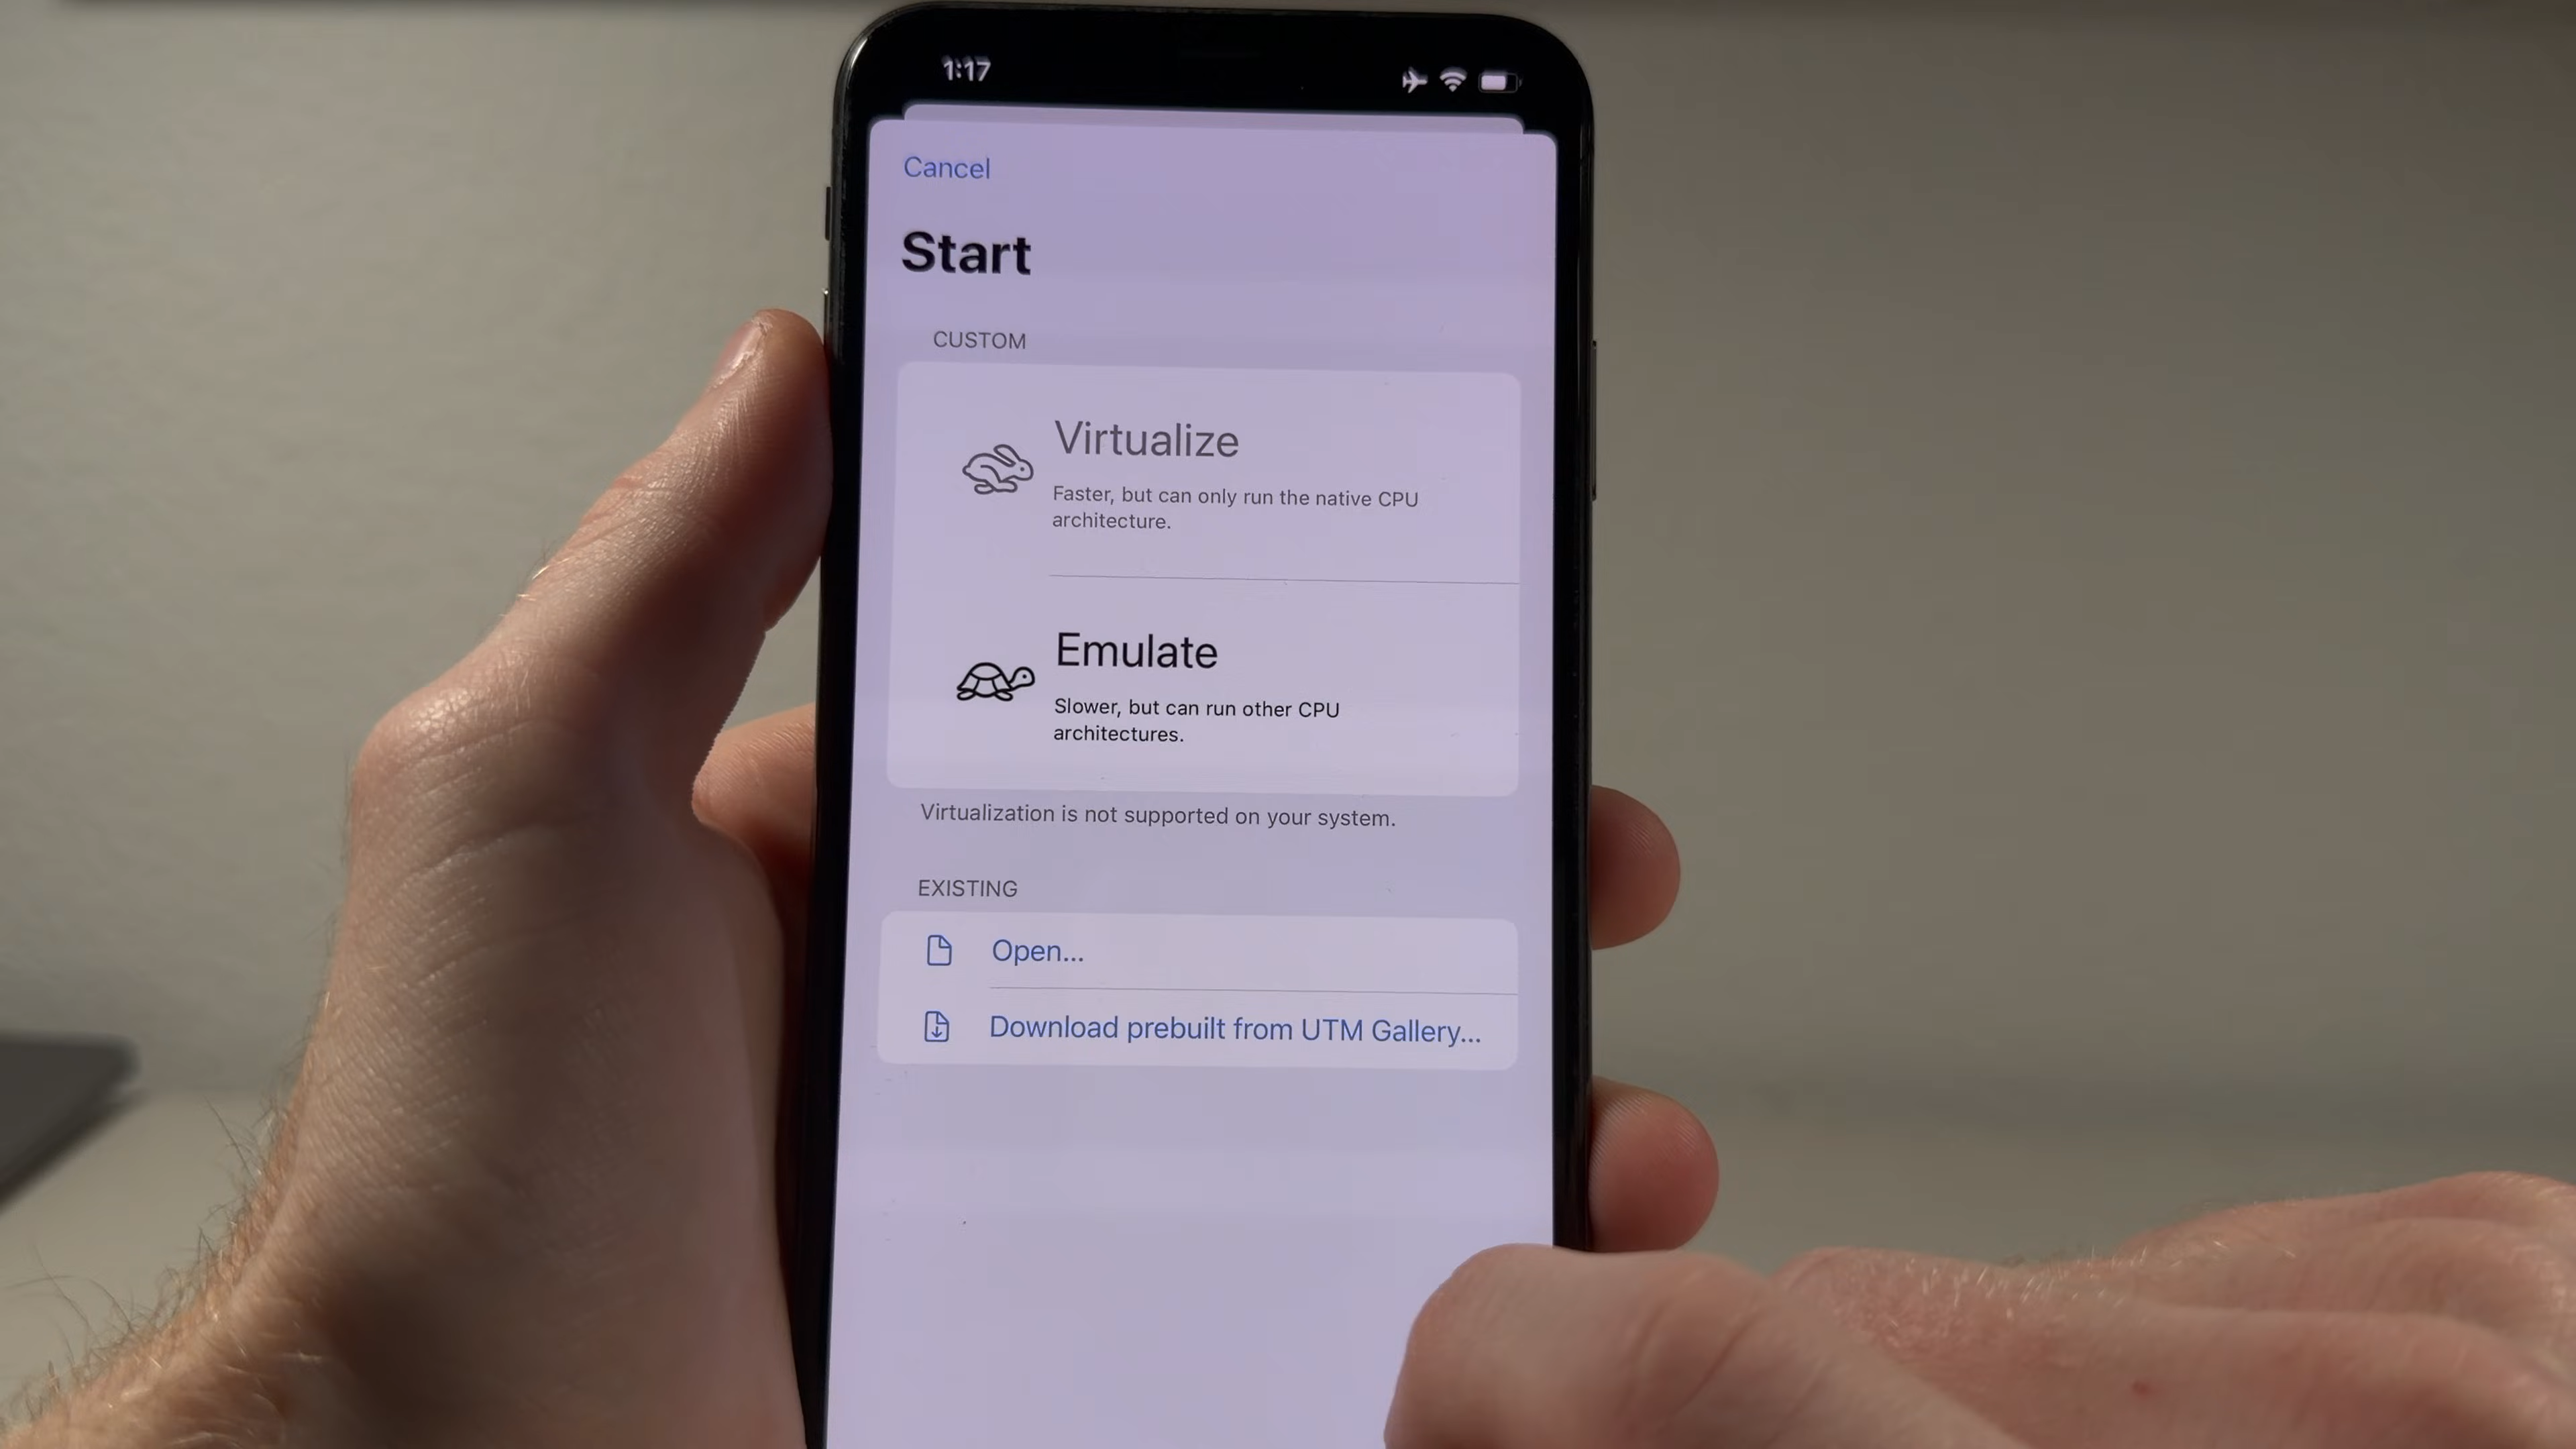 1:17
Cancel
Start
CUSTOM
Virtualize
Faster, but can only run the native CPU
architecture.
Emulate
Slower, but can run other CPU
architectures.
Virtualization is not supported on your system.
EXISTING
Open...
Download prebuilt from UTM Gallery...